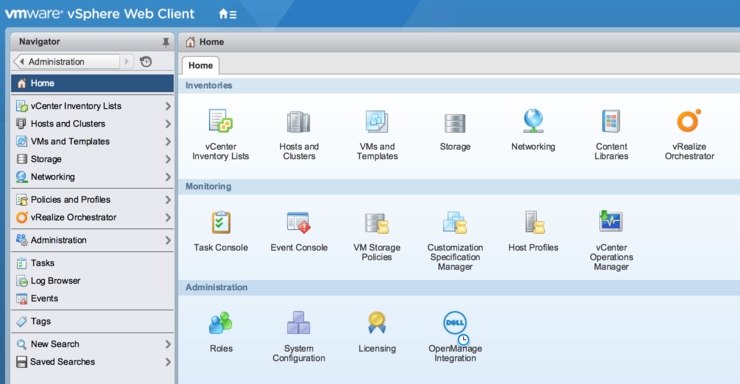 vmware® vSphere Web Client
Navigator
Administration
Home
vCenter Inventory Lists
Hosts and Clusters
VMs and Templates
Storage
Networking
Policies and Profiles
vRealize Orchestrator
Administration
Tasks
Log Browser
Events
Tags
New Search
Saved Searches
Home
Home
Inventories
vCenter
Inventory Lists
Hosts and
Clusters
VMs and
Templates
Storage
Networking
Content
Libraries
vRealize
Orchestrator
Monitoring
Task Console
Event Console
VM Storage
Policies
Customization
Specification
Manager
Host Profiles
vCenter
Operations
Manager
Administration
Roles
System
Configuration
Licensing
DELL
OpenManage
Integration